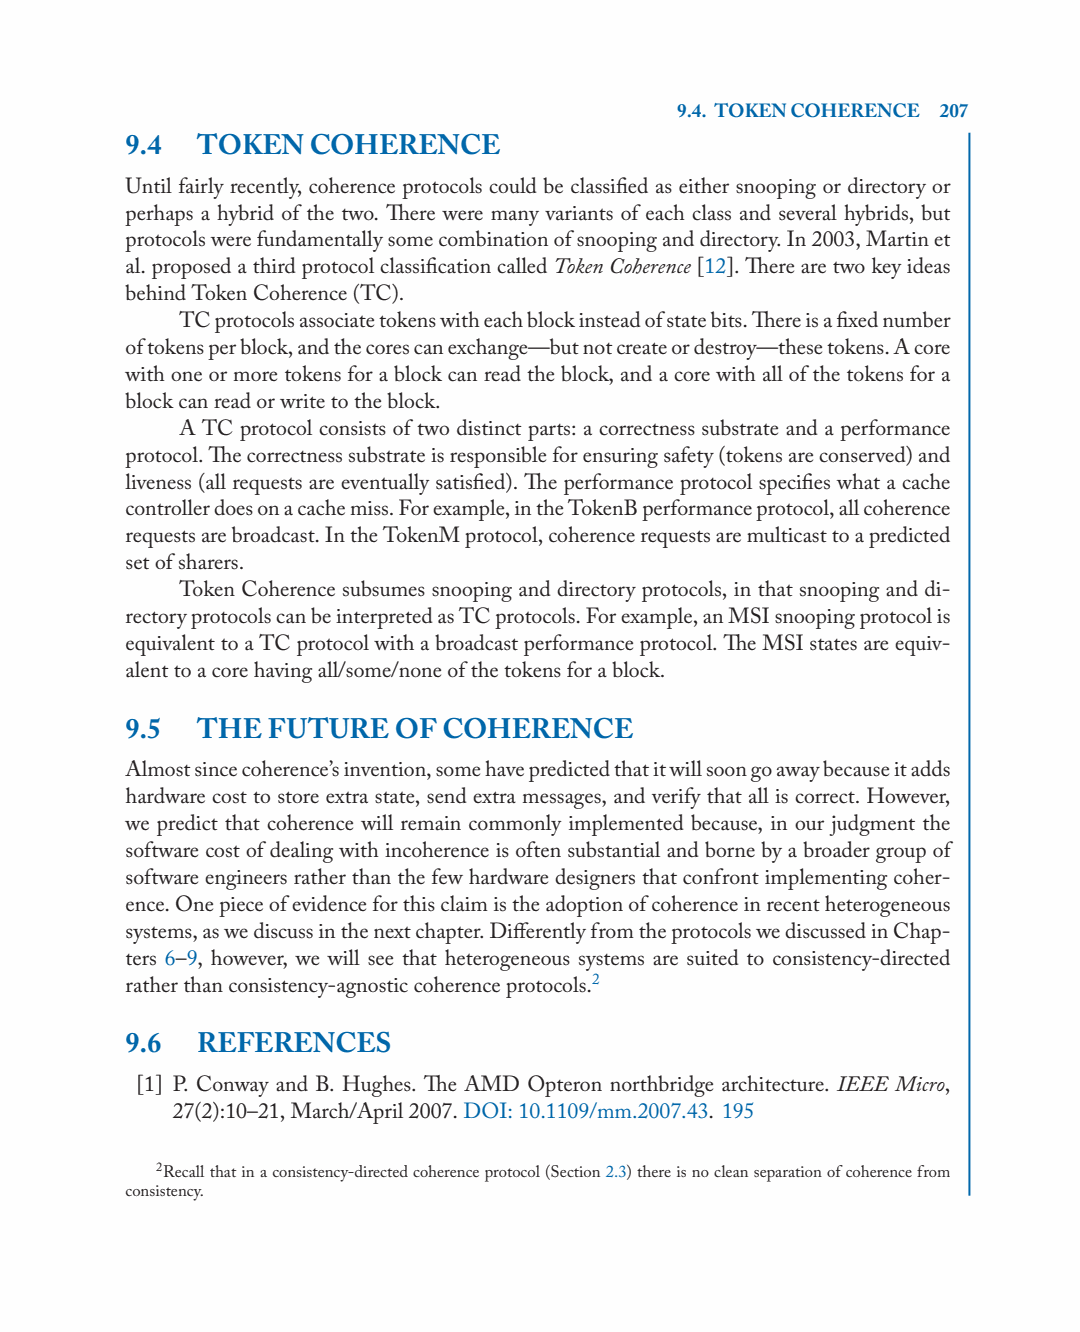 9.4. TOKEN COHERENCE 207
9.4 TOKEN COHERENCE
Until fairly recently, coherence protocols could be classified as either snooping or directory or
perhaps a hybrid of the two. There were many variants of each class and several hybrids, but
protocols were fundamentally some combination of snooping and directory. In 2003, Martin et
al. proposed a third protocol classification called Token Coherence [12]. There are two key ideas
behind Token Coherence (TC).
TC protocols associate tokens with each block instead of state bits. There is a fixed number
of tokens per block, and the cores can exchange—but not create or destroy—these tokens. A core
with one or more tokens for a block can read the block, and a core with all of the tokens for a
block can read or write to the block.
A TC protocol consists of two distinct parts: a correctness substrate and a performance
protocol. The correctness substrate is responsible for ensuring safety (tokens are conserved) and
liveness (all requests are eventually satisfied). The performance protocol specifies what a cache
controller does on a cache miss. For example, in the TokenB performance protocol, all coherence
requests are broadcast. In the TokenM protocol, coherence requests are multicast to a predicted
set of sharers.
Token Coherence subsumes snooping and directory protocols, in that snooping and di-
rectory protocols can be interpreted as TC protocols. For example, an MSI snooping protocol is
equivalent to a TC protocol with a broadcast performance protocol. The MSI states are equiv-
alent to a core having all/some/none of the tokens for a block.
9.5 THE FUTURE OF COHERENCE
Almost since coherence's invention, some have predicted that it will soon go away because it adds
hardware cost to store extra state, send extra messages, and verify that all is correct. However,
we predict that coherence will remain commonly implemented because, in our judgment the
software cost of dealing with incoherence is often substantial and borne by a broader group of
software engineers rather than the few hardware designers that confront implementing coher-
ence. One piece of evidence for this claim is the adoption of coherence in recent heterogeneous
systems, as we discuss in the next chapter. Differently from the protocols we discussed in Chap-
ters 6–9, however, we will see that heterogeneous systems are suited to consistency-directed
rather than consistency-agnostic coherence protocols.2
9.6 REFERENCES
[1] P. Conway and B. Hughes. The AMD Opteron northbridge architecture. IEEE Micro,
27(2):10–21, March/April 2007. DOI: 10.1109/mm.2007.43. 195
2Recall that in a consistency-directed coherence protocol (Section 2.3) there is no clean separation of coherence from
consistency.